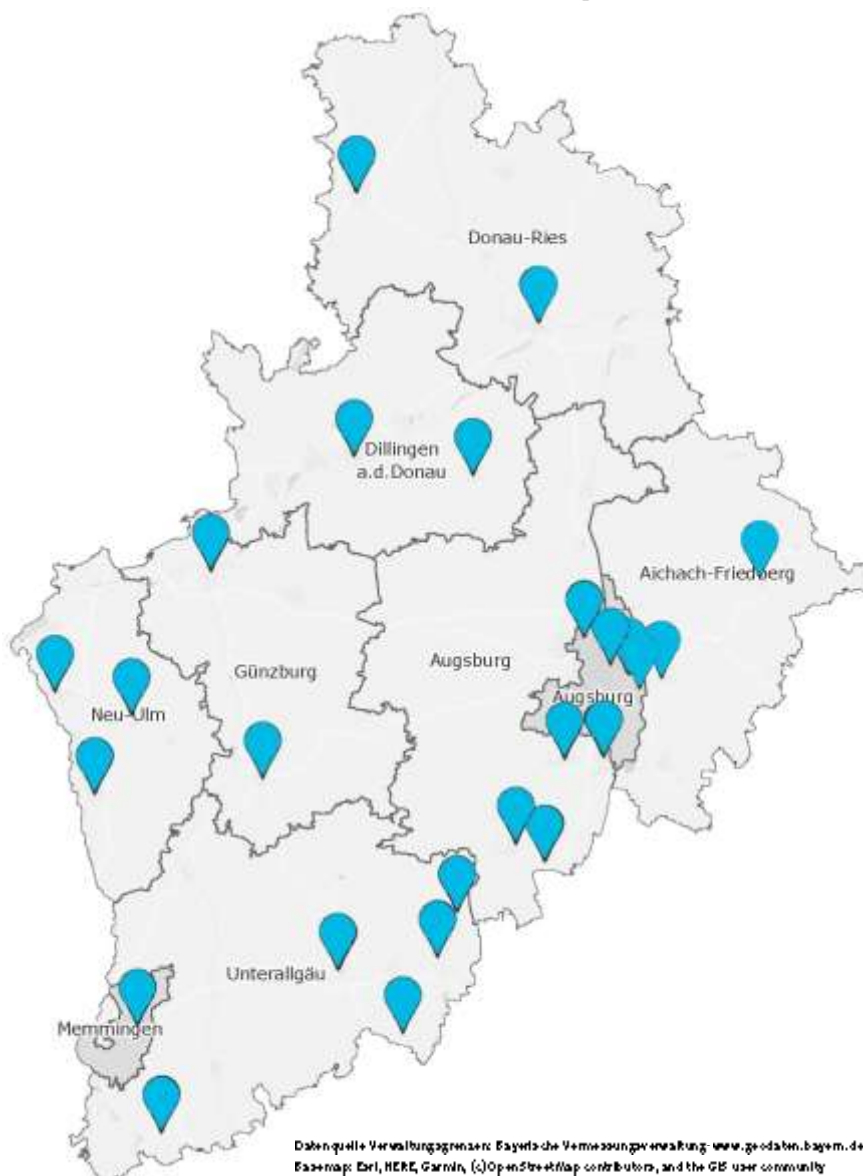 Donau-Ries
Dillingen
a.d.Donau
Aichach-Friedberg
Augsburg
Günzburg
Augsburg
Neu-Ulm
Unterallgäu
Memmingen
Datenquelle Verwaltungsgrenzen: Bayerische Vermessungsverwaltung - www.geodaten.bayern.de
Basemap: Esri, HERE, Garmin, (c)OpenStreetMap contributors, and the GIS user community